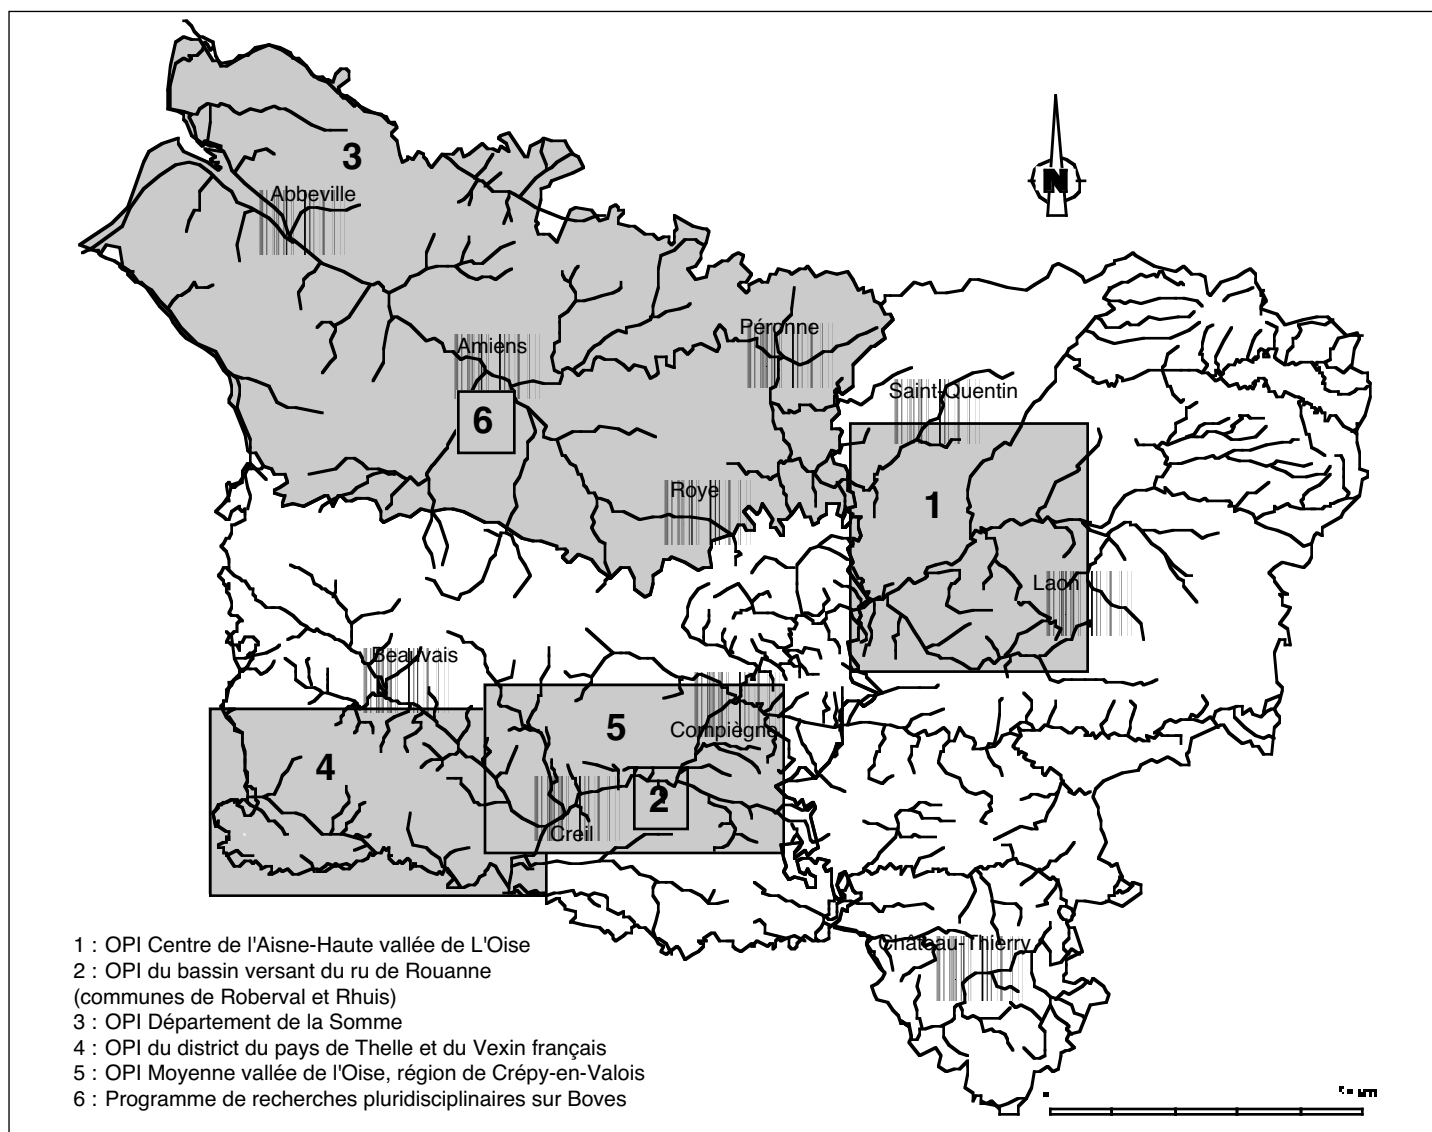 3
Abbeville
N
Péronne
Amiens
Saint-Quentin
6
Roye
1
Laon
Beauvais
5
Compiègne
4
2
Creil
Château-Thierry
1 : OPI Centre de l'Aisne-Haute vallée de L'Oise
2 : OPI du bassin versant du ru de Rouanne
(communes de Roberval et Rhuis)
3 : OPI Département de la Somme
4 : OPI du district du pays de Thelle et du Vexin français
5 : OPI Moyenne vallée de l'Oise, région de Crépy-en-Valois
6 : Programme de recherches pluridisciplinaires sur Boves